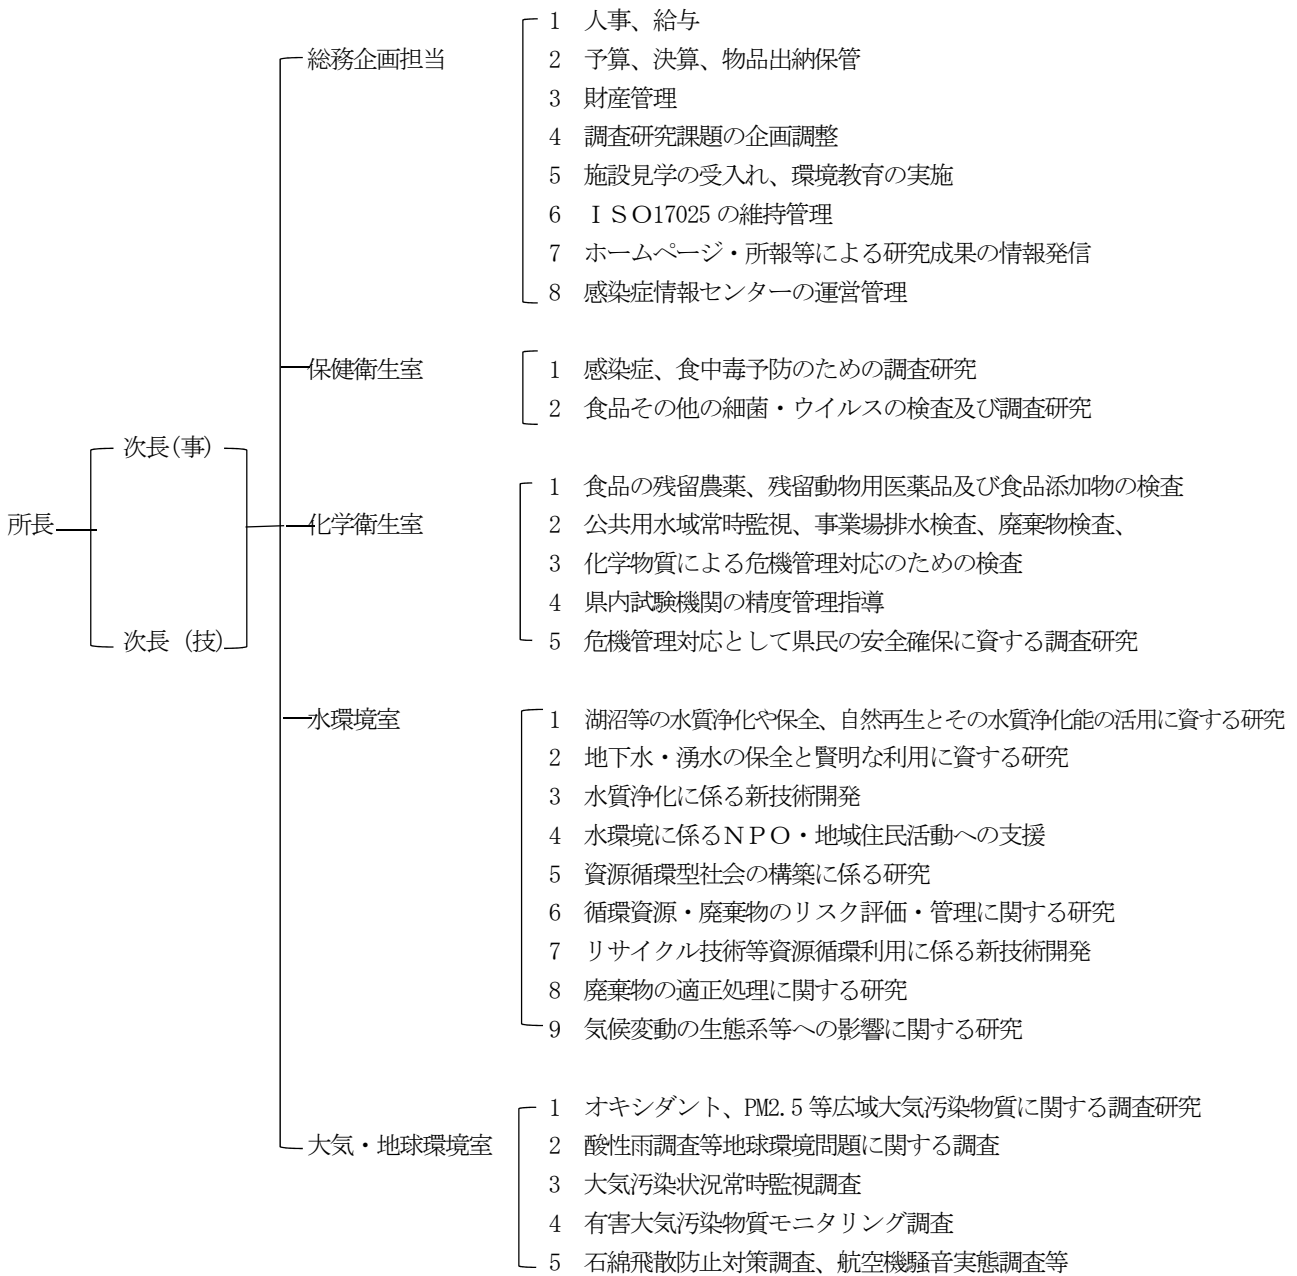 所長
次長(事)
次長 (技)
総務企画担当
1 人事、給与
2 予算、決算、物品出納保管
3 財産管理
4 調査研究課題の企画調整
5 施設見学の受入れ、環境教育の実施
6 ＩＳＯ17025 の維持管理
7 ホームページ・所報等による研究成果の情報発信
8 感染症情報センターの運営管理
保健衛生室
1 感染症、食中毒予防のための調査研究
2 食品その他の細菌・ウイルスの検査及び調査研究
化学衛生室
1 食品の残留農薬、残留動物用医薬品及び食品添加物の検査
2 公共用水域常時監視、事業場排水検査、廃棄物検査、
3 化学物質による危機管理対応のための検査
4 県内試験機関の精度管理指導
5 危機管理対応として県民の安全確保に資する調査研究
水環境室
1 湖沼等の水質浄化や保全、自然再生とその水質浄化能の活用に資する研究
2 地下水・湧水の保全と賢明な利用に資する研究
3 水質浄化に係る新技術開発
4 水環境に係るＮＰＯ・地域住民活動への支援
5 資源循環型社会の構築に係る研究
6 循環資源・廃棄物のリスク評価・管理に関する研究
7 リサイクル技術等資源循環利用に係る新技術開発
8 廃棄物の適正処理に関する研究
9 気候変動の生態系等への影響に関する研究
大気・地球環境室
1 オキシダント、PM2.5 等広域大気汚染物質に関する調査研究
2 酸性雨調査等地球環境問題に関する調査
3 大気汚染状況常時監視調査
4 有害大気汚染物質モニタリング調査
5 石綿飛散防止対策調査、航空機騒音実態調査等